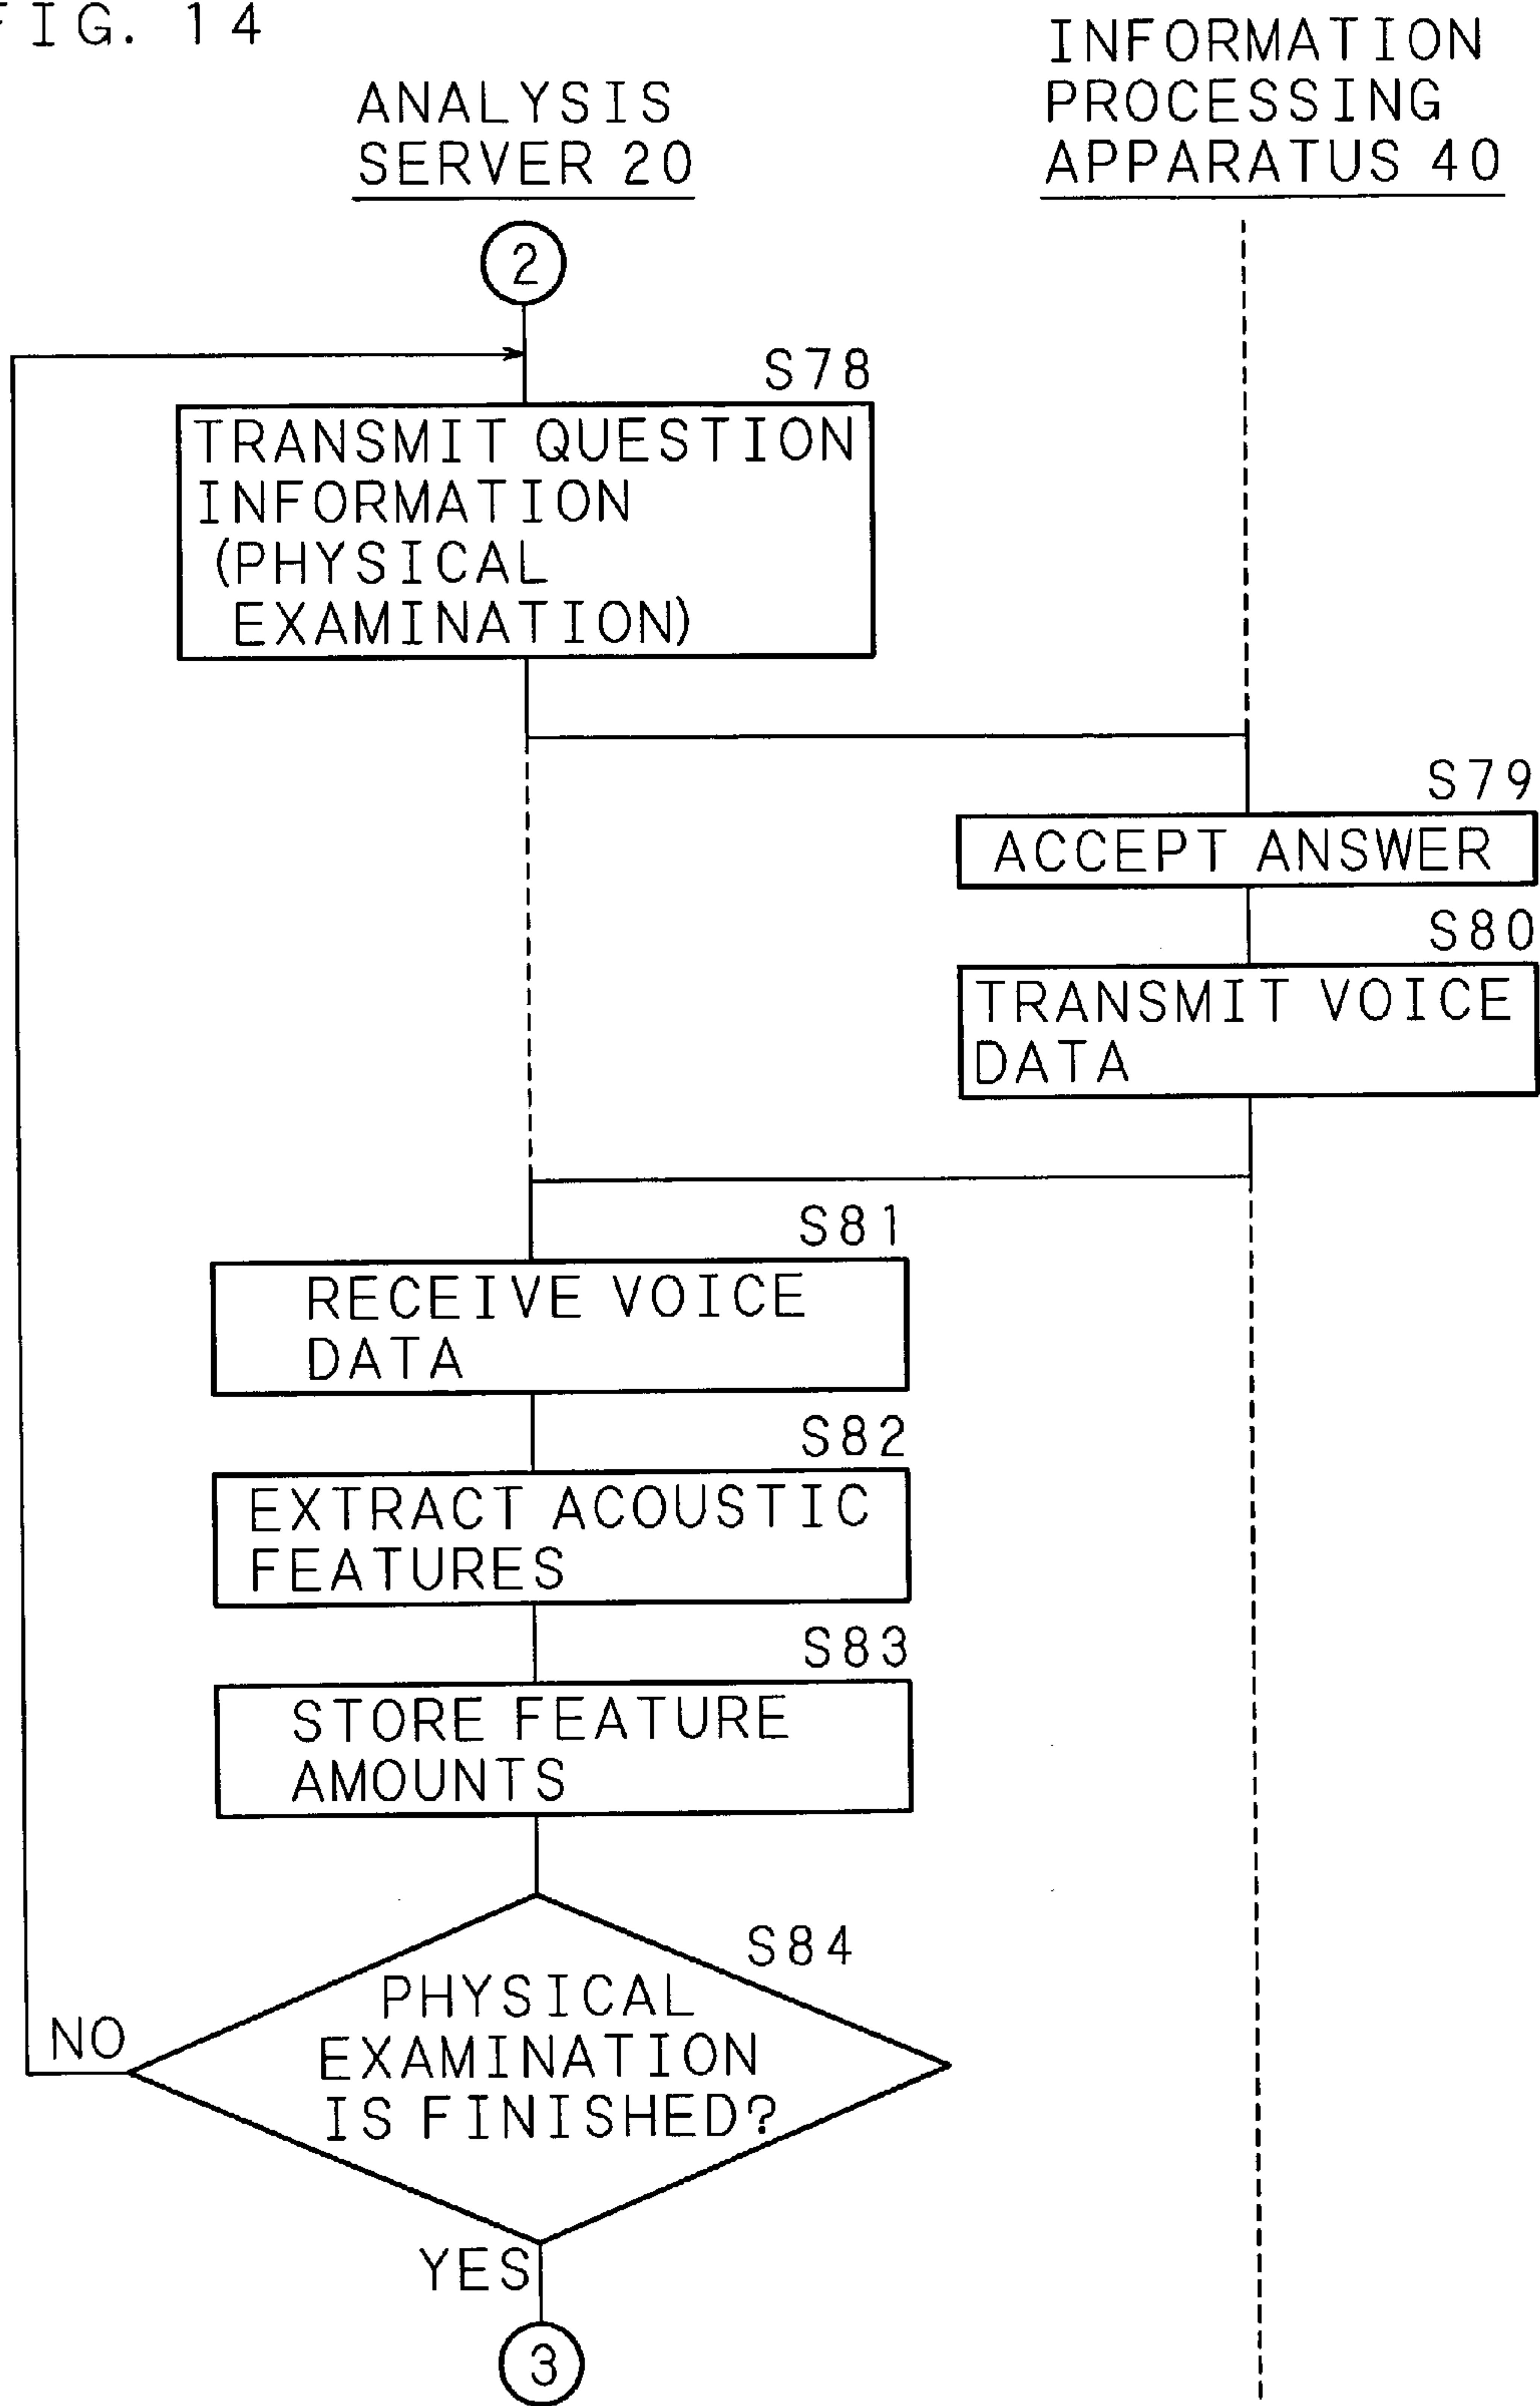 FIG. 14
ANALYSIS
SERVER 20
INFORMATION
PROCESSING
APPARATUS 40
2
S78
TRANSMIT QUESTION
INFORMATION
(PHYSICAL
EXAMINATION)
S79
ACCEPT ANSWER
S80
TRANSMIT VOICE
DATA
S81
RECEIVE VOICE
DATA
S82
EXTRACT ACOUSTIC
FEATURES
S83
STORE FEATURE
AMOUNTS
S84
PHYSICAL
EXAMINATION
IS FINISHED?
NO
YES
3